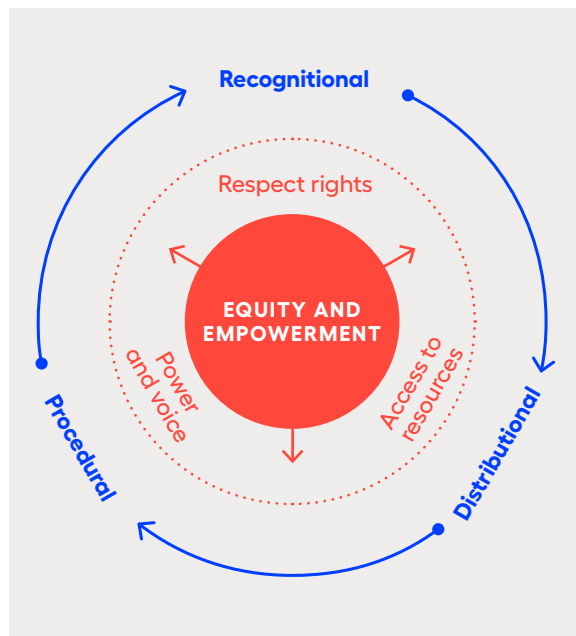 Recognitional
Respect rights
EQUITY AND
EMPOWERMENT
Access to
resources
Power
and voice
Distributional
Procedural